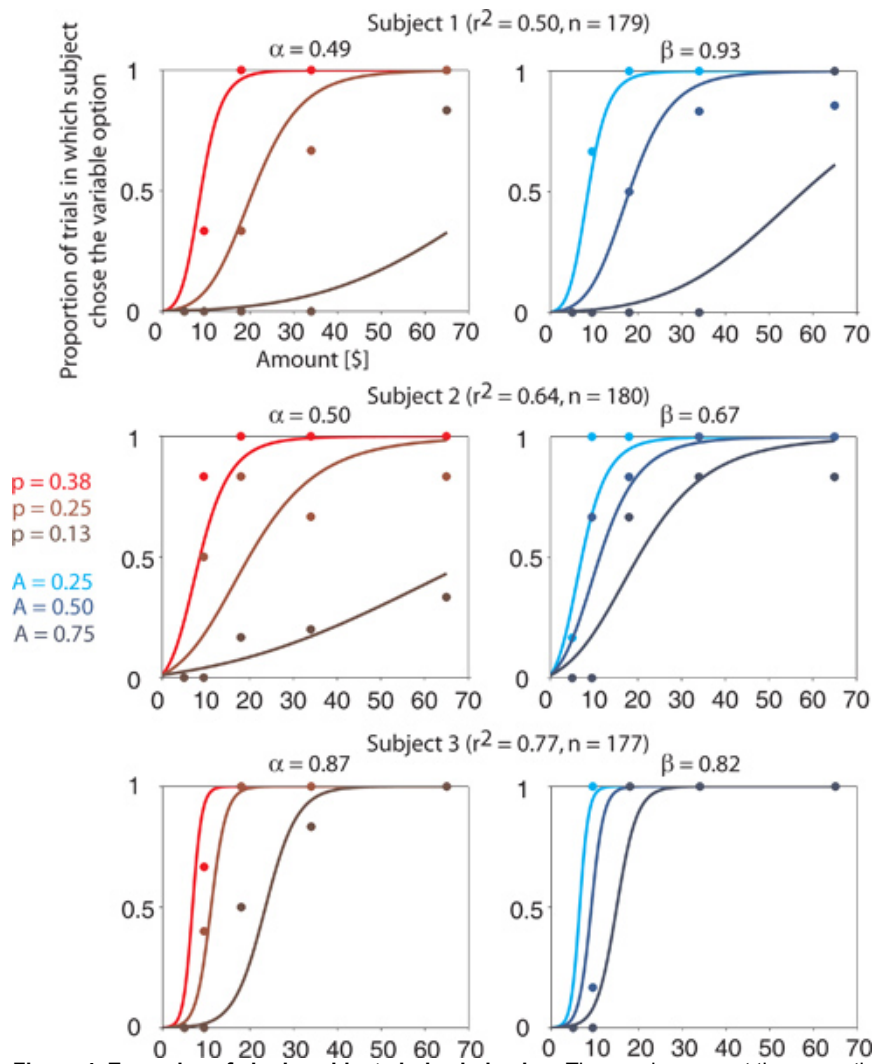 Subject 1 (r2 = 0.50, n = 179)
α = 0.49
β = 0.93
Proportion of trials in which subject
chose the variable option
1
0.5
0
0 10 20 30 40 50 60 70
Amount [$]
1
0.5
0
0 10 20 30 40 50 60 70
Subject 2 (r2 = 0.64, n = 180)
α = 0.50
β = 0.67
p = 0.38
p = 0.25
p = 0.13
A = 0.25
A = 0.50
A = 0.75
1
0.5
0
0 10 20 30 40 50 60 70
1
0.5
0
0 10 20 30 40 50 60 70
Subject 3 (r2 = 0.77, n = 177)
α = 0.87
β = 0.82
1
0.5
0
0 10 20 30 40 50 60 70
1
0.5
0
0 10 20 30 40 50 60 70